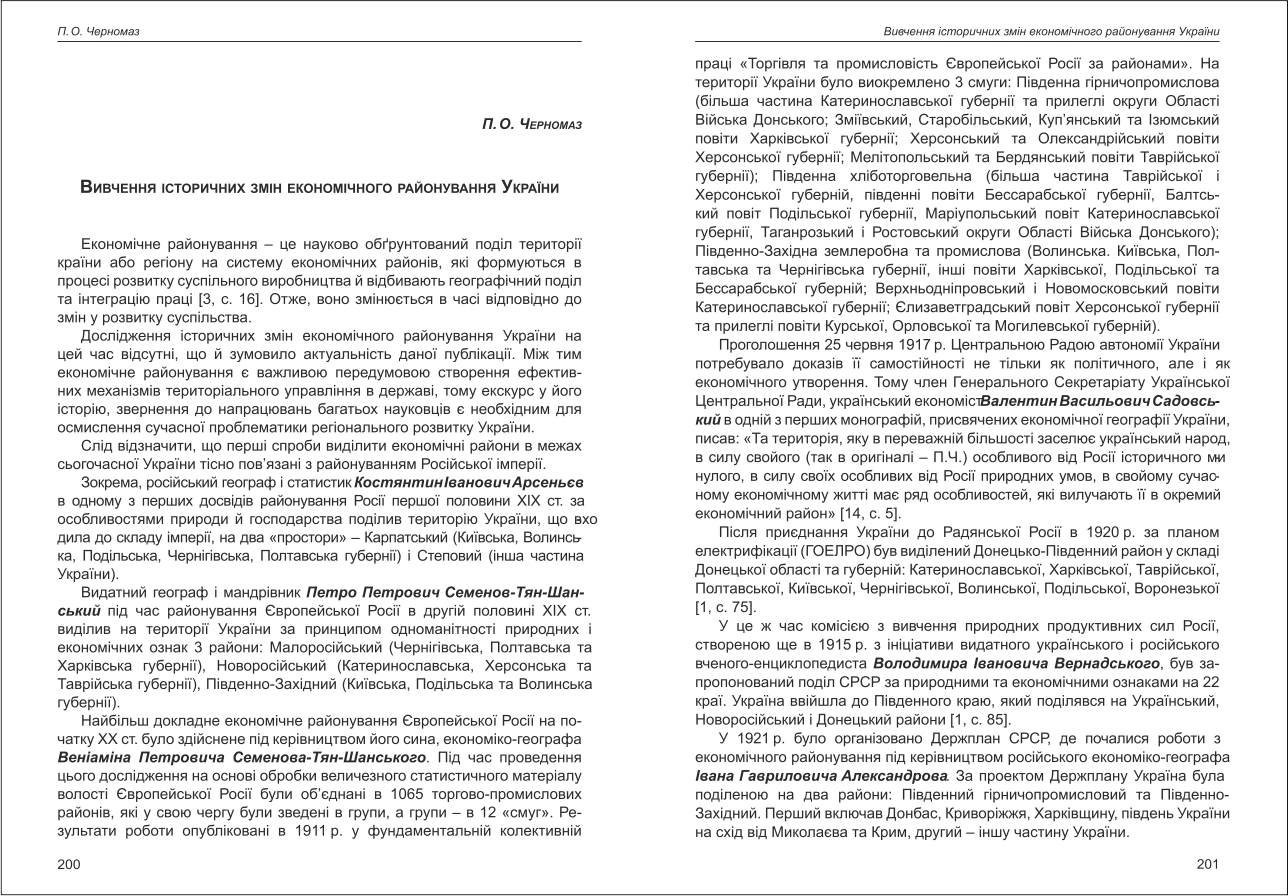 П. О. Черномаз
П. О. Черномаз
Вивчення історичних змін економічного районування України
Економічне районування – це науково обґрунтований поділ території
країни або регіону на систему економічних районів, які формуються в
процесі розвитку суспільного виробництва й відбивають географічний поділ
та інтеграцію праці [3, с. 16]. Отже, воно змінюється в часі відповідно до
змін у розвитку суспільства.
Дослідження історичних змін економічного районування України на
цей час відсутні, що й зумовило актуальність даної публікації. Між тим
економічне районування є важливою передумовою створення ефектив-
них механізмів територіального управління в державі, тому екскурс у його
історію, звернення до напрацювань багатьох науковців є необхідним для
осмислення сучасної проблематики регіонального розвитку України.
Слід відзначити, що перші спроби виділити економічні райони в межах
сьогочасної України тісно пов’язані з районуванням Російської імперії.
Зокрема, російський географ і статистик Костянтин Іванович Арсеньєв
в одному з перших досвідів районування Росії першої половини ХІХ ст. за
особливостями природи й господарства поділив територію України, що вхо
дила до складу імперії, на два «простори» – Карпатський (Київська, Волинсь-
ка, Подільська, Чернігівська, Полтавська губернії) і Степовий (інша частина
України).
Видатний географ і мандрівник Петро Петрович Семенов-Тян-Шан-
ський під час районування Європейської Росії в другій половині ХІХ ст.
виділив на території України за принципом одноманітності природних і
економічних ознак 3 райони: Малоросійський (Чернігівська, Полтавська та
Харківська губернії), Новоросійський (Катеринославська, Херсонська та
Таврійська губернії), Південно-Західний (Київська, Подільська та Волинська
губернії).
Найбільш докладне економічне районування Європейської Росії на по-
чатку ХХ ст. було здійснене під керівництвом його сина, економіко-географа
Веніаміна Петровича Семенова-Тян-Шанського. Під час проведення
цього дослідження на основі обробки величезного статистичного матеріалу
волості Європейської Росії були об’єднані в 1065 торгово-промислових
районів, які у свою чергу були зведені в групи, а групи – в 12 «смуг». Ре-
зультати роботи опубліковані в 1911 р. у фундаментальній колективній
200
Вивчення історичних змін економічного районування України
праці «Торгівля та промисловість Європейської Росії за районами». На
території України було виокремлено 3 смуги: Південна гірничопромислова
(більша частина Катеринославської губернії та прилеглі округи Області
Війська Донського; Зміївський, Старобільський, Куп’янський та Ізюмський
повіти Харківської губернії; Херсонський та Олександрійський повіти
Херсонської губернії; Мелітопольський та Бердянський повіти Таврійської
губернії); Південна хліботорговельна (більша частина Таврійської і
Херсонської губерній, південні повіти Бессарабської губернії, Балтсь-
кий повіт Подільської губернії, Маріупольський повіт Катеринославської
губернії, Таганрозький і Ростовський округи Області Війська Донського);
Південно-Західна землеробна та промислова (Волинська. Київська, Пол-
тавська та Чернігівська губернії, інші повіти Харківської, Подільської та
Бессарабської губерній; Верхньодніпровський і Новомосковський повіти
Катеринославської губернії; Єлизаветградський повіт Херсонської губернії
та прилеглі повіти Курської, Орловської та Могилевської губерній).
Проголошення 25 червня 1917 р. Центральною Радою автономії України
потребувало доказів її самостійності не тільки як політичного, але і як
економічного утворення. Тому член Генерального Секретаріату Української
Центральної Ради, український економіст Валентин Васильович Садовсь-
кий в одній з перших монографій, присвячених економічної географії України,
писав: «Та територія, яку в переважній більшості заселює український народ,
в силу свойого (так в оригіналі – П.Ч.) особливого від Росії історичного ми
нулого, в силу своїх особливих від Росії природних умов, в свойому сучас-
ному економічному житті має ряд особливостей, які вилучають її в окремий
економічний район» [14, с. 5].
Після приєднання України до Радянської Росії в 1920 р. за планом
електрифікації (ГОЕЛРО) був виділений Донецько-Південний район у складі
Донецької області та губерній: Катеринославської, Харківської, Таврійської,
Полтавської, Київської, Чернігівської, Волинської, Подільської, Воронезької
[1, с. 75].
У це ж час комісією з вивчення природних продуктивних сил Росії,
створеною ще в 1915 р. з ініціативи видатного українського і російського
вченого-енциклопедиста Володимира Івановича Вернадського, був за-
пропонований поділ СРСР за природними та економічними ознаками на 22
краї. Україна ввійшла до Південного краю, який поділявся на Український,
Новоросійський і Донецький райони [1, с. 85].
У 1921 р. було організовано Держплан СРСР, де почалися роботи з
економічного районування під керівництвом російського економіко-географа
Івана Гавриловича Александрова. За проектом Держплану Україна була
поділеною на два райони: Південний гірничопромисловий та Південно-
Західний. Перший включав Донбас, Криворіжжя, Харківщину, південь України
на схід від Миколаєва та Крим, другий – іншу частину України.
201